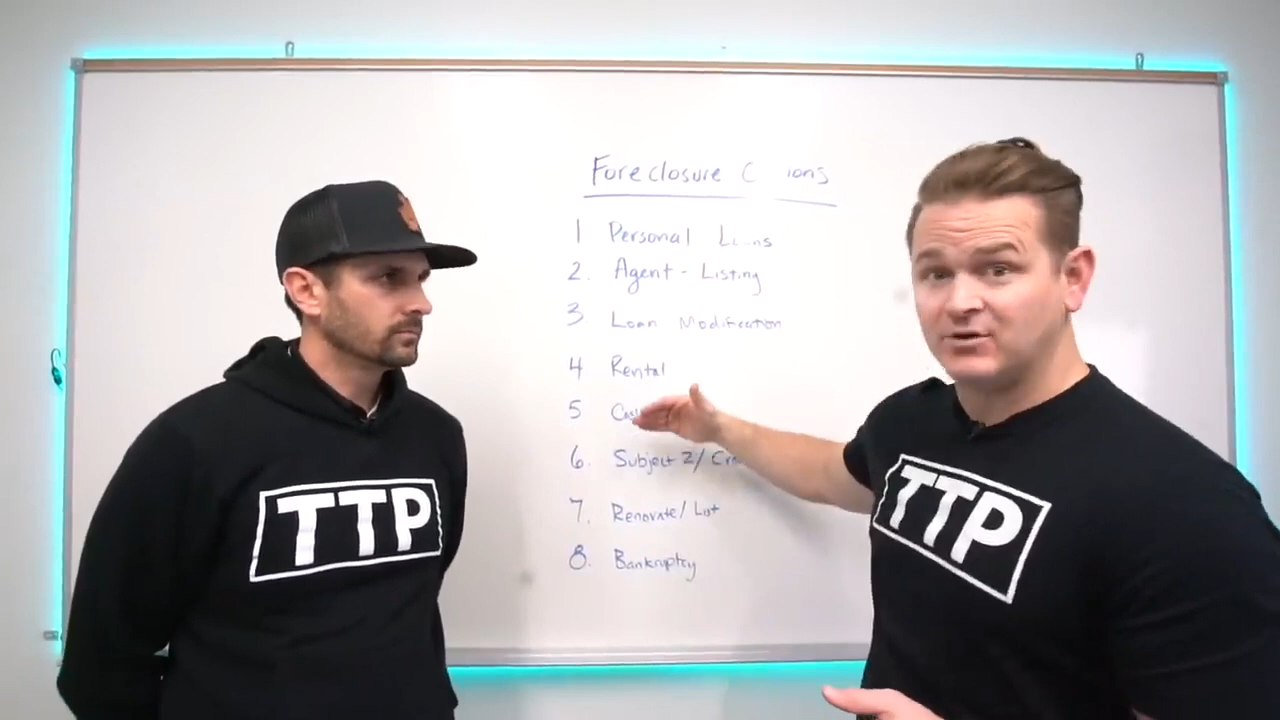 Foreclosure
1 Personal
2. Agent - Listing
3 Loan Modification
4 Rental
5
6. Subject 2/
7. Renovate/List
8. Bankruptcy
TTP
TTP